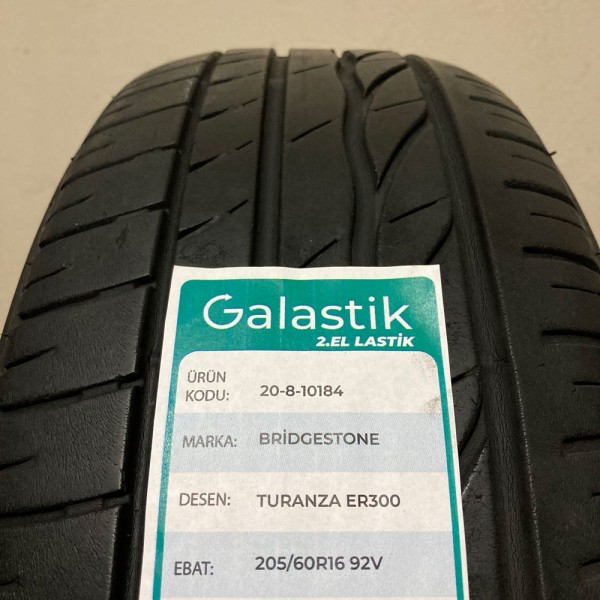 Galastik
2.EL LASTİK
ÜRÜN
KODU: 20-8-10184
MARKA: BRİDGESTONE
DESEN: TURANZA ER300
EBAT: 205/60R16 92V